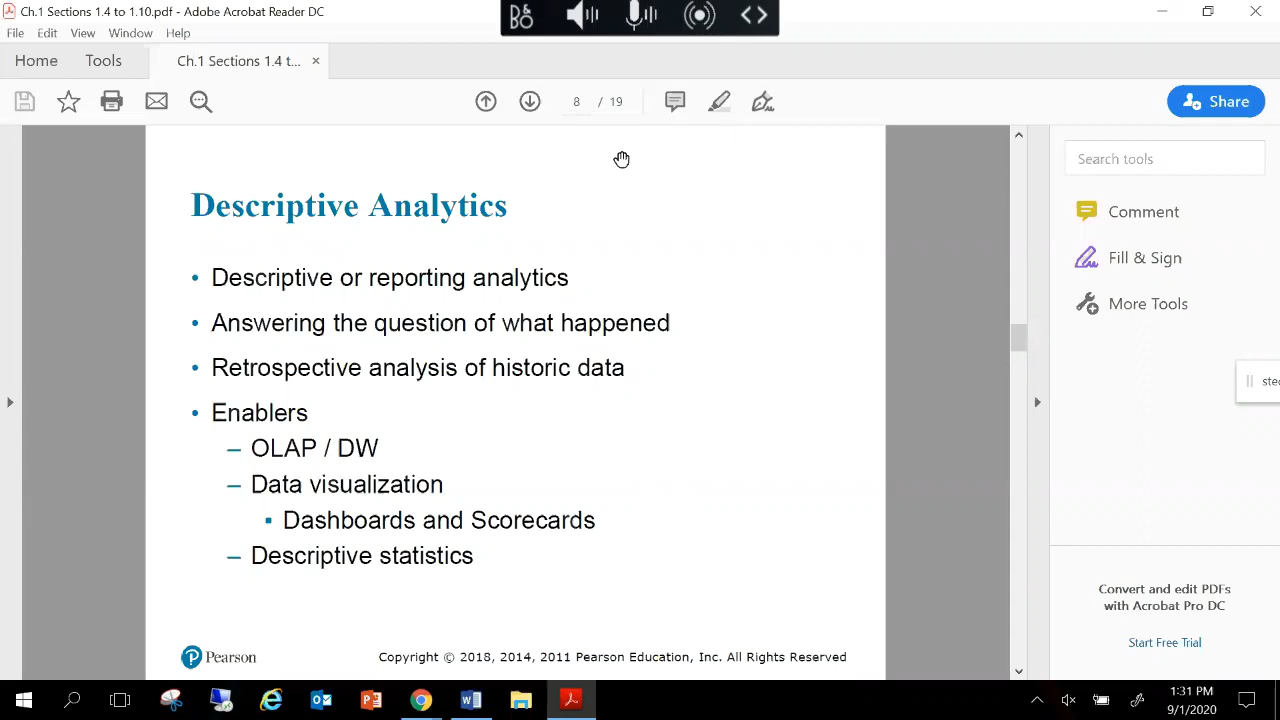 Ch.1 Sections 1.4 to 1.10.pdf - Adobe Acrobat Reader DC
File Edit View Window Help
Home Tools Ch.1 Sections 1.4 t... ×
8 / 19
Share
Descriptive Analytics
• Descriptive or reporting analytics
• Answering the question of what happened
• Retrospective analysis of historic data
• Enablers
– OLAP / DW
– Data visualization
▪ Dashboards and Scorecards
– Descriptive statistics
Pearson
Copyright © 2018, 2014, 2011 Pearson Education, Inc. All Rights Reserved
Search tools
Comment
Fill & Sign
More Tools
Convert and edit PDFs
with Acrobat Pro DC
Start Free Trial
1:31 PM
9/1/2020